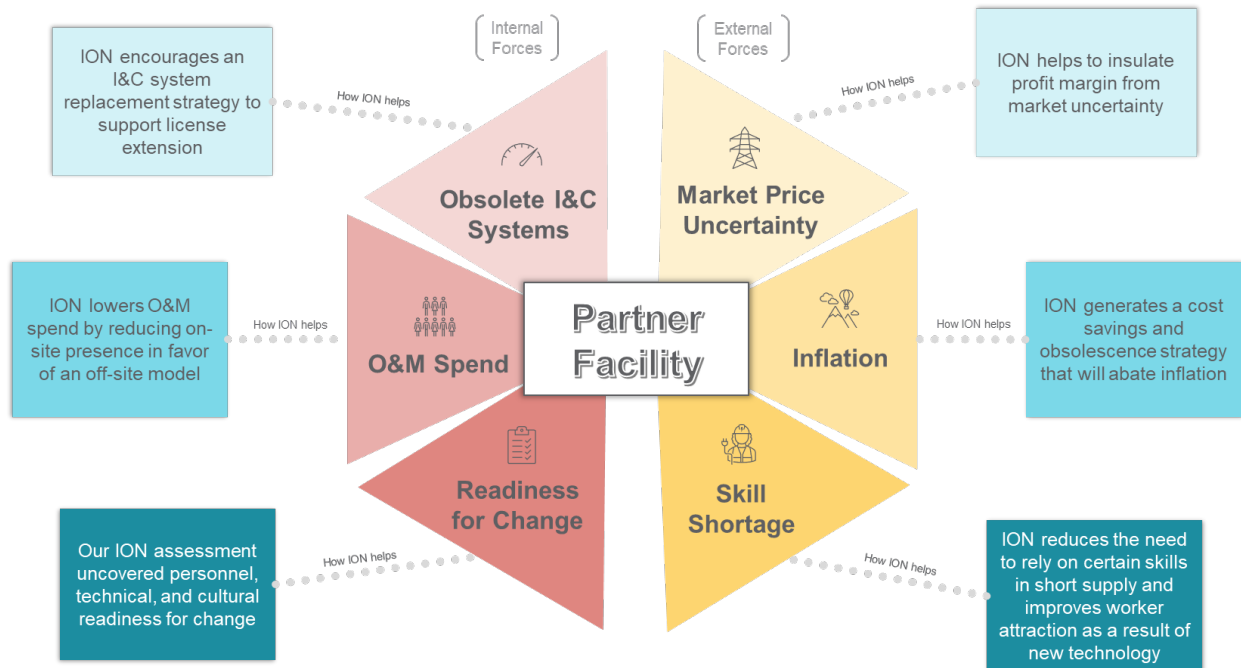 Internal
Forces
External
Forces
ION encourages an
I&C system
replacement strategy to
support license
extension
How ION helps
Obsolete I&C
Systems
Market Price
Uncertainty
How ION helps
ION helps to insulate
profit margin from
market uncertainty
ION lowers O&M
spend by reducing on-
site presence in favor
of an off-site model
How ION helps
O&M Spend
Partner
Facility
Inflation
How ION helps
ION generates a cost
savings and
obsolescence strategy
that will abate inflation
Our ION assessment
uncovered personnel,
technical, and cultural
readiness for change
How ION helps
Readiness
for Change
Skill
Shortage
How ION helps
ION reduces the need
to rely on certain skills
in short supply and
improves worker
attraction as a result of
new technology